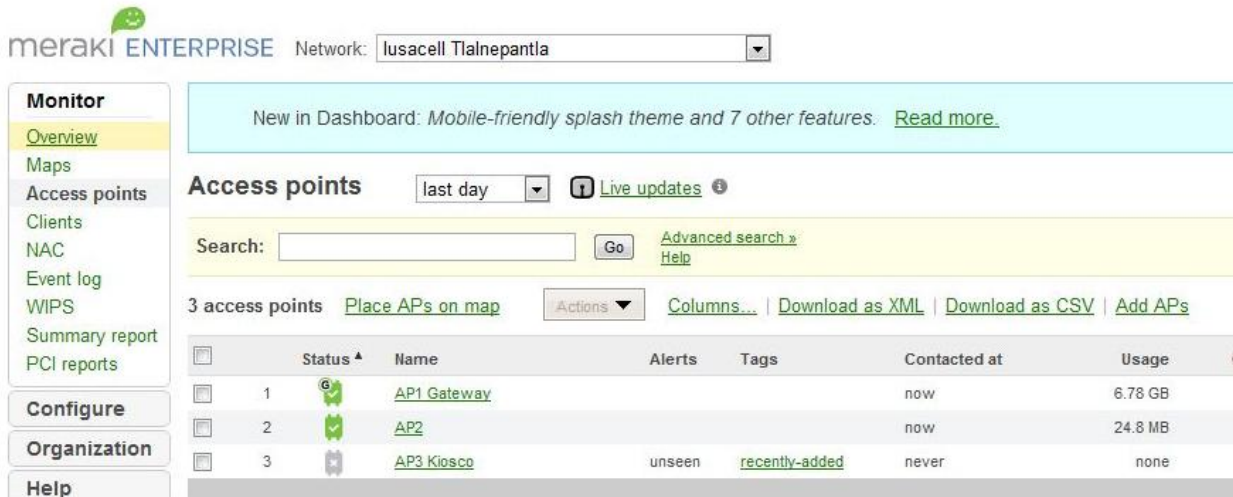 meraki ENTERPRISE Network: Iusacell Tlalnepantla
Monitor
Overview
Maps
Access points
Clients
NAC
Event log
WIPS
Summary report
PCI reports
Configure
Organization
Help
New in Dashboard: Mobile-friendly splash theme and 7 other features. Read more.
Access points last day Live updates
Search: Go Advanced search »
Help
3 access points Place APs on map Actions Columns... | Download as XML | Download as CSV | Add APs
Status Name Alerts Tags Contacted at Usage
1 G AP1 Gateway now 6.78 GB
2 AP2 now 24.8 MB
3 AP3 Kiosco unseen recently-added never none